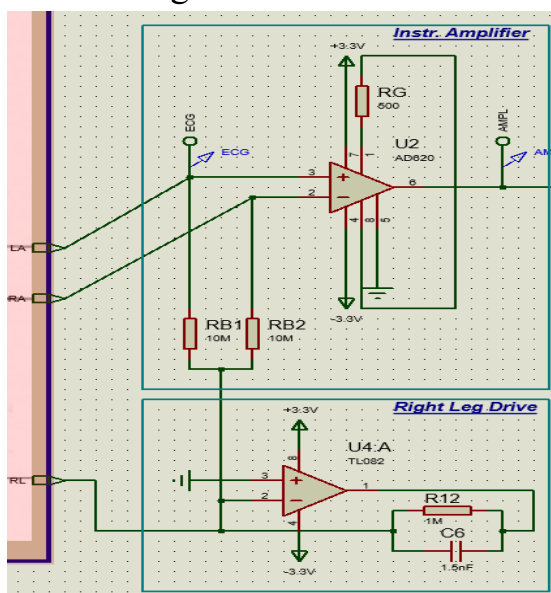 Instr. Amplifier
+3.3V
RG
500
ECG
AMPL
ECG
U2
AD620
AM
7
1
3
2
6
4
8
5
LA
RA
-3.3V
RB1
10M
RB2
10M
Right Leg Drive
+3.3V
U4:A
TL082
8
RL
3
2
1
4
R12
1M
C6
1.5nF
-3.3V